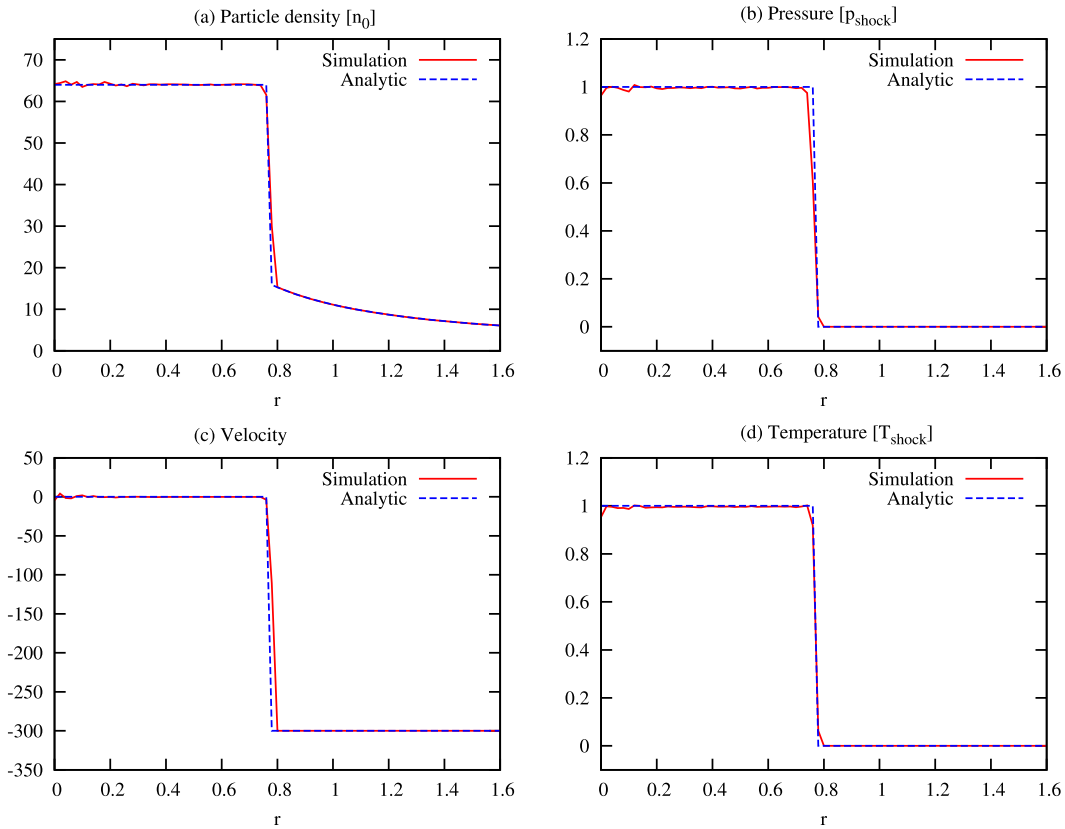 (a) Particle density [n0]
70
60
50
40
30
20
10
0
Simulation
Analytic
0 0.2 0.4 0.6 0.8 1 1.2 1.4 1.6
r
(b) Pressure [pshock]
1.2
1
0.8
0.6
0.4
0.2
0
Simulation
Analytic
0 0.2 0.4 0.6 0.8 1 1.2 1.4 1.6
r
(c) Velocity
50
0
-50
-100
-150
-200
-250
-300
-350
Simulation
Analytic
0 0.2 0.4 0.6 0.8 1 1.2 1.4 1.6
r
(d) Temperature [Tshock]
1.2
1
0.8
0.6
0.4
0.2
0
Simulation
Analytic
0 0.2 0.4 0.6 0.8 1 1.2 1.4 1.6
r